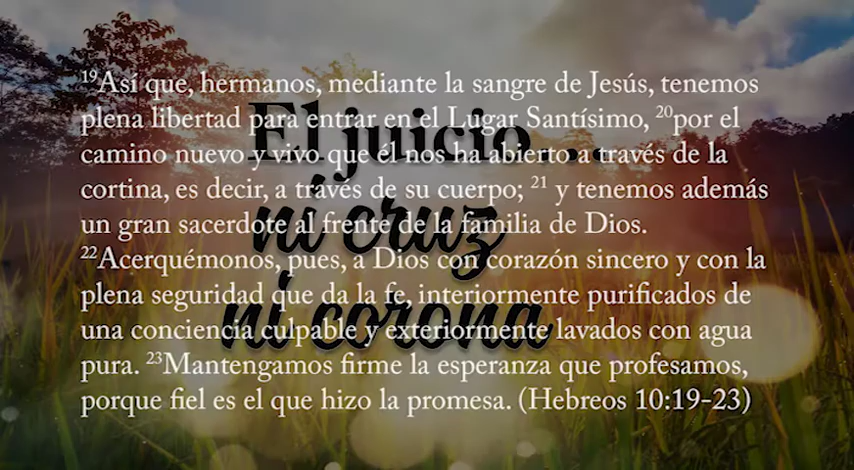 ¹⁹Así que, hermanos, mediante la sangre de Jesús, tenemos
plena libertad para entrar en el Lugar Santísimo, ²⁰por el
camino nuevo y vivo que él nos ha abierto a través de la
cortina, es decir, a través de su cuerpo; ²¹ y tenemos además
un gran sacerdote al frente de la familia de Dios.
²²Acerquémonos, pues, a Dios con corazón sincero y con la
plena seguridad que da la fe, interiormente purificados de
una conciencia culpable y exteriormente lavados con agua
pura. ²³Mantengamos firme la esperanza que profesamos,
porque fiel es el que hizo la promesa. (Hebreos 10:19-23)
El juicio...
ni cruz
ni corona